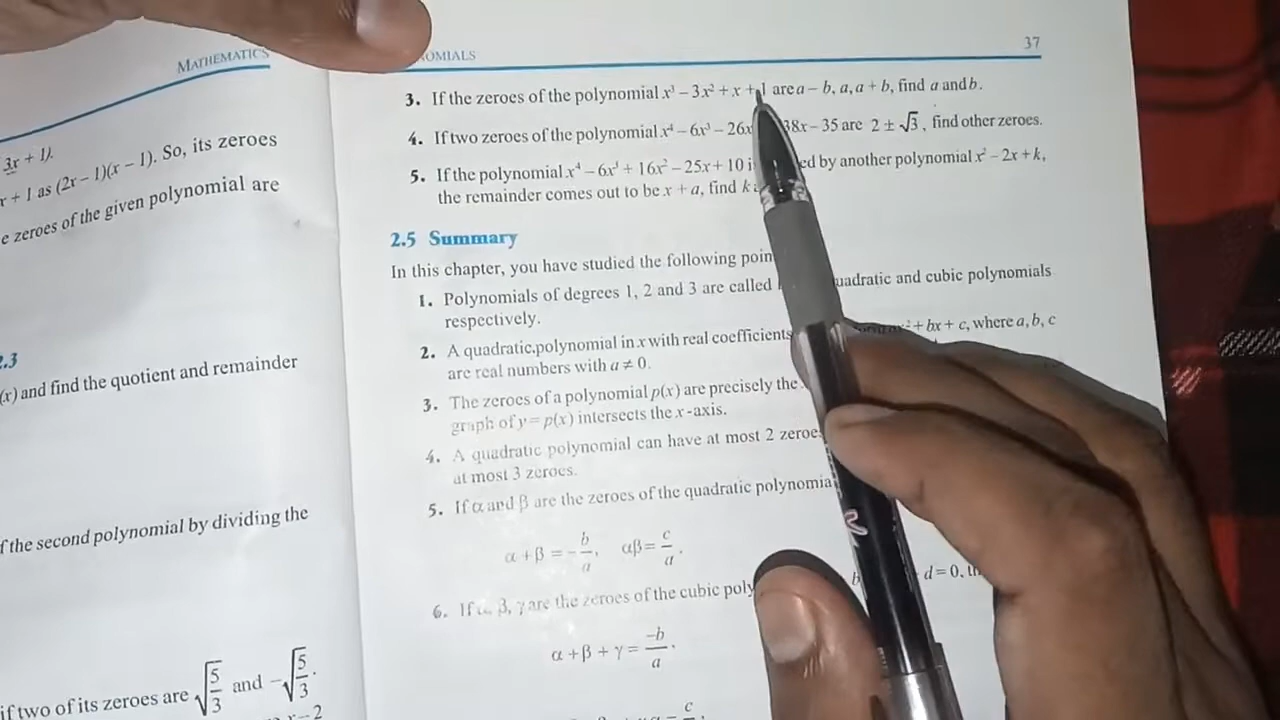 MATHEMATICS
3x + 1).
x + 1 as (2x – 1)(x – 1). So, its zeroes
e zeroes of the given polynomial are
2.3
(x) and find the quotient and remainder
f the second polynomial by dividing the
if two of its zeroes are √5/3 and –√5/3.
x – 2
OMIALS 37
3. If the zeroes of the polynomial x³ – 3x² + x + 1 are a – b, a, a + b, find a and b.
4. If two zeroes of the polynomial x⁴ – 6x³ – 26x 38x – 35 are 2 ± √3, find other zeroes.
5. If the polynomial x⁴ – 6x³ + 16x² – 25x + 10 i ed by another polynomial x² – 2x + k,
the remainder comes out to be x + a, find k
2.5 Summary
In this chapter, you have studied the following poin
1. Polynomials of degrees 1, 2 and 3 are called uadratic and cubic polynomials
respectively.
2. A quadratic polynomial in x with real coefficients + bx + c, where a, b, c
are real numbers with a ≠ 0.
3. The zeroes of a polynomial p(x) are precisely the
graph of y = p(x) intersects the x-axis.
4. A quadratic polynomial can have at most 2 zeroe
at most 3 zeroes.
5. If α and β are the zeroes of the quadratic polynomia
α + β = – b/a, αβ = c/a.
6. If α, β, γ are the zeroes of the cubic poly d = 0,
α + β + γ = –b/a,